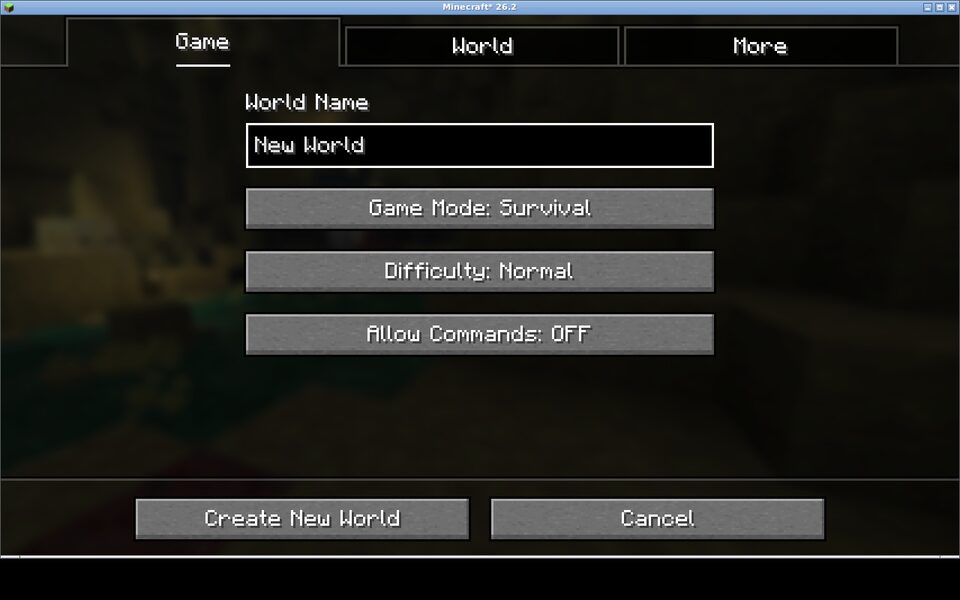 Minecraft* 26.2
Game
World
More
World Name
New World
Game Mode: Survival
Difficulty: Normal
Allow Commands: OFF
Create New World
Cancel